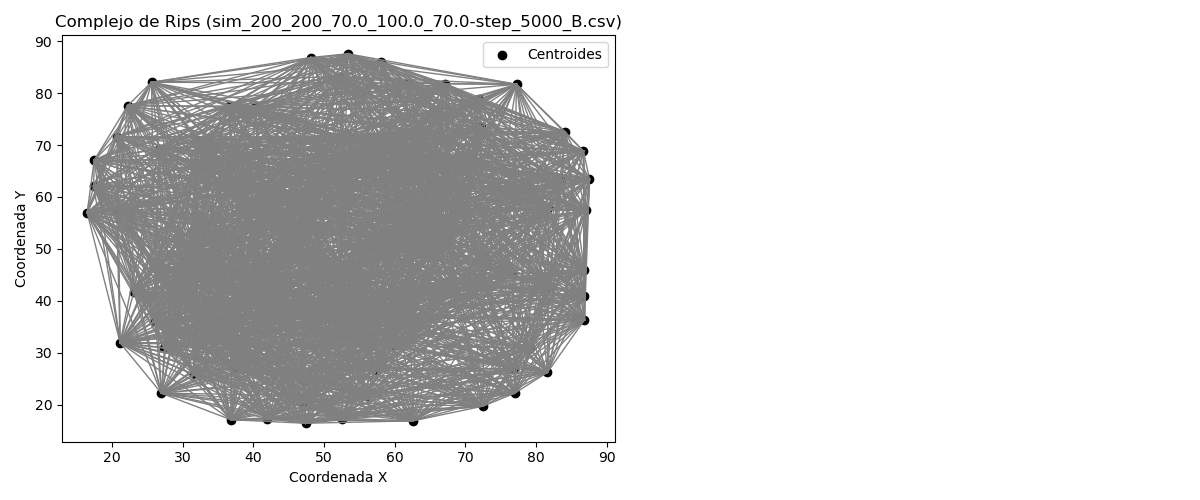 Complejo de Rips (sim_200_200_70.0_100.0_70.0-step_5000_B.csv)
90
80
70
60
50
40
30
20
Coordenada Y
Centroides
20 30 40 50 60 70 80 90
Coordenada X